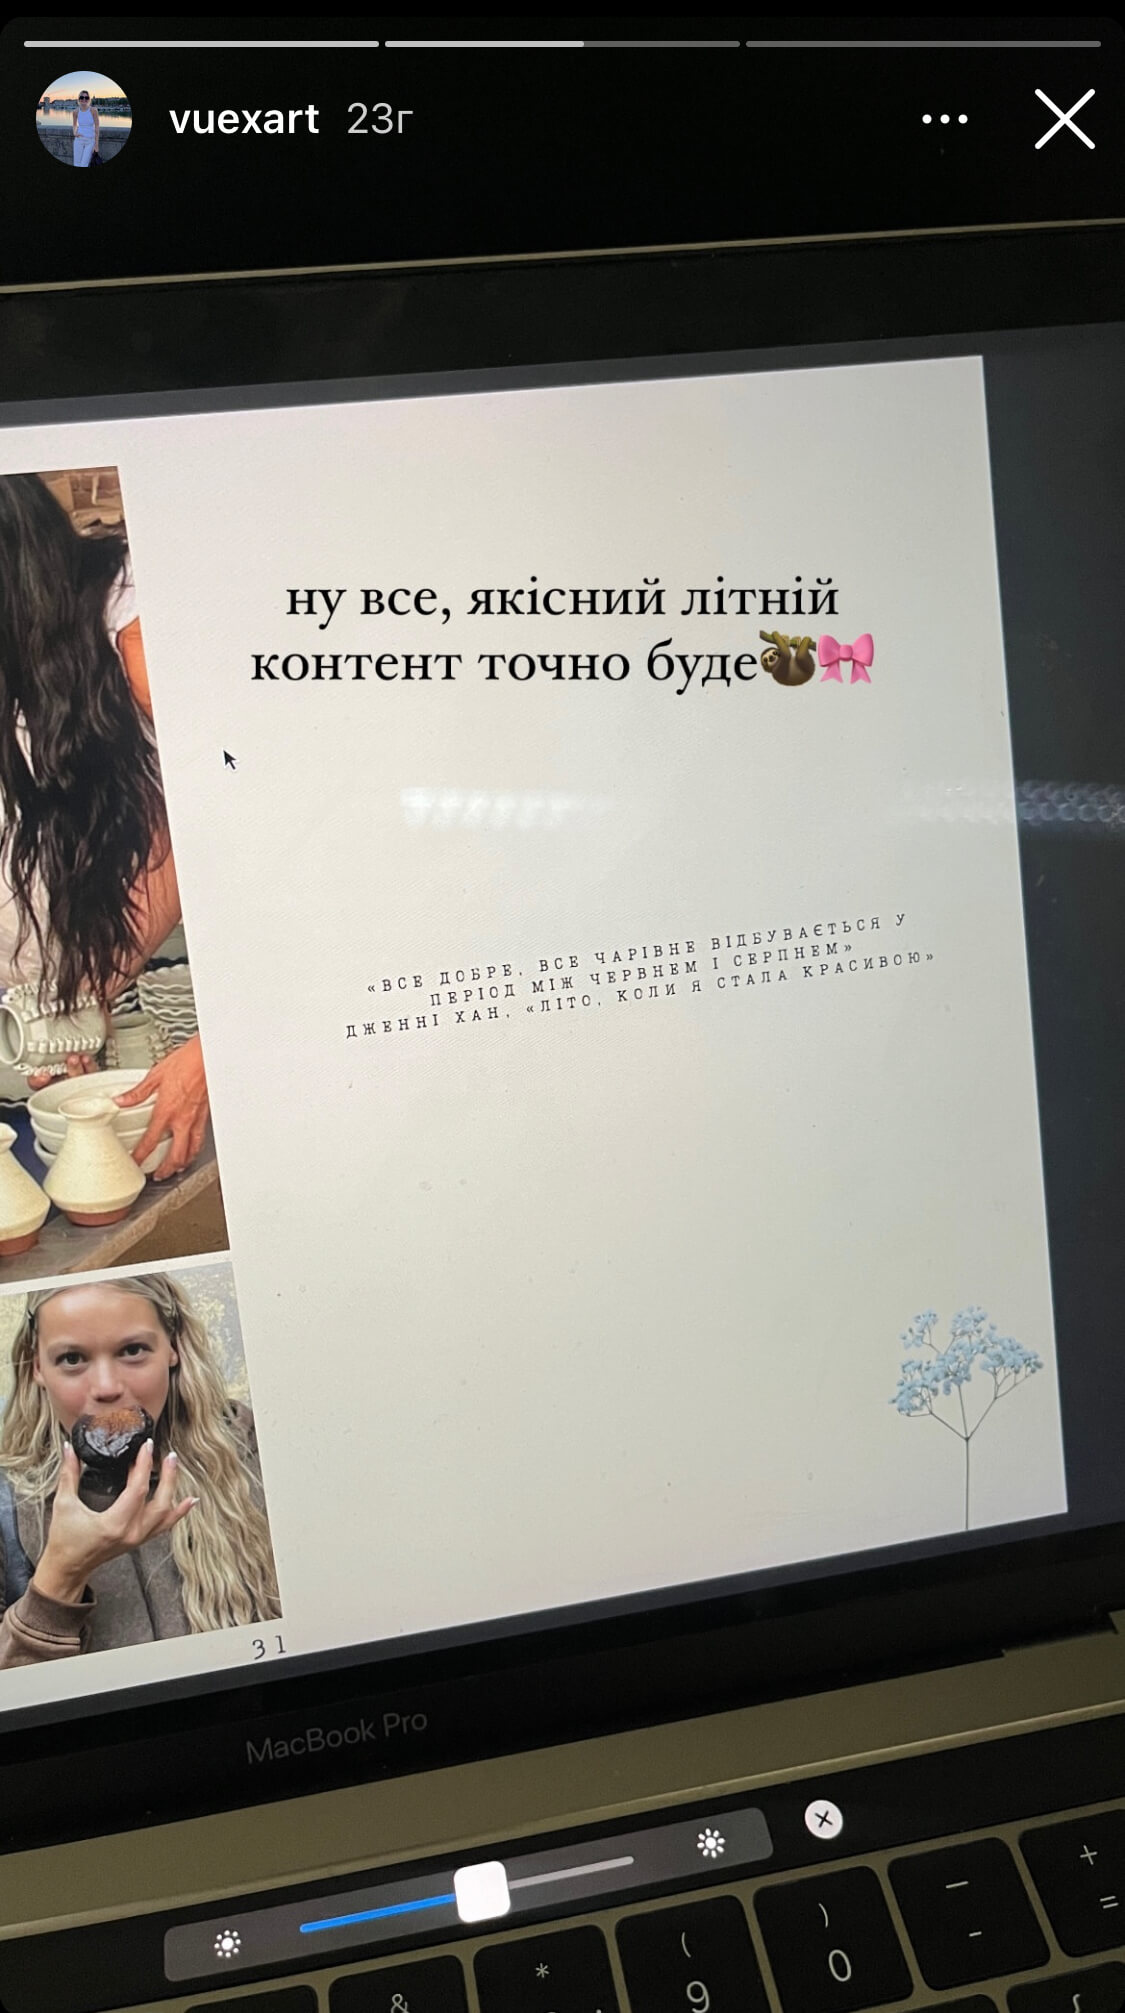 vuexart 23г
ну все, якісний літній
контент точно буде🦥🎀
«ВСЕ ДОБРЕ, ВСЕ ЧАРІВНЕ ВІДБУВАЄТЬСЯ У
ПЕРІОД МІЖ ЧЕРВНЕМ І СЕРПНЕМ»
ДЖЕННІ ХАН, «ЛІТО, КОЛИ Я СТАЛА КРАСИВОЮ»
31
MacBook Pro
& * ( 9 ) 0 — - + =